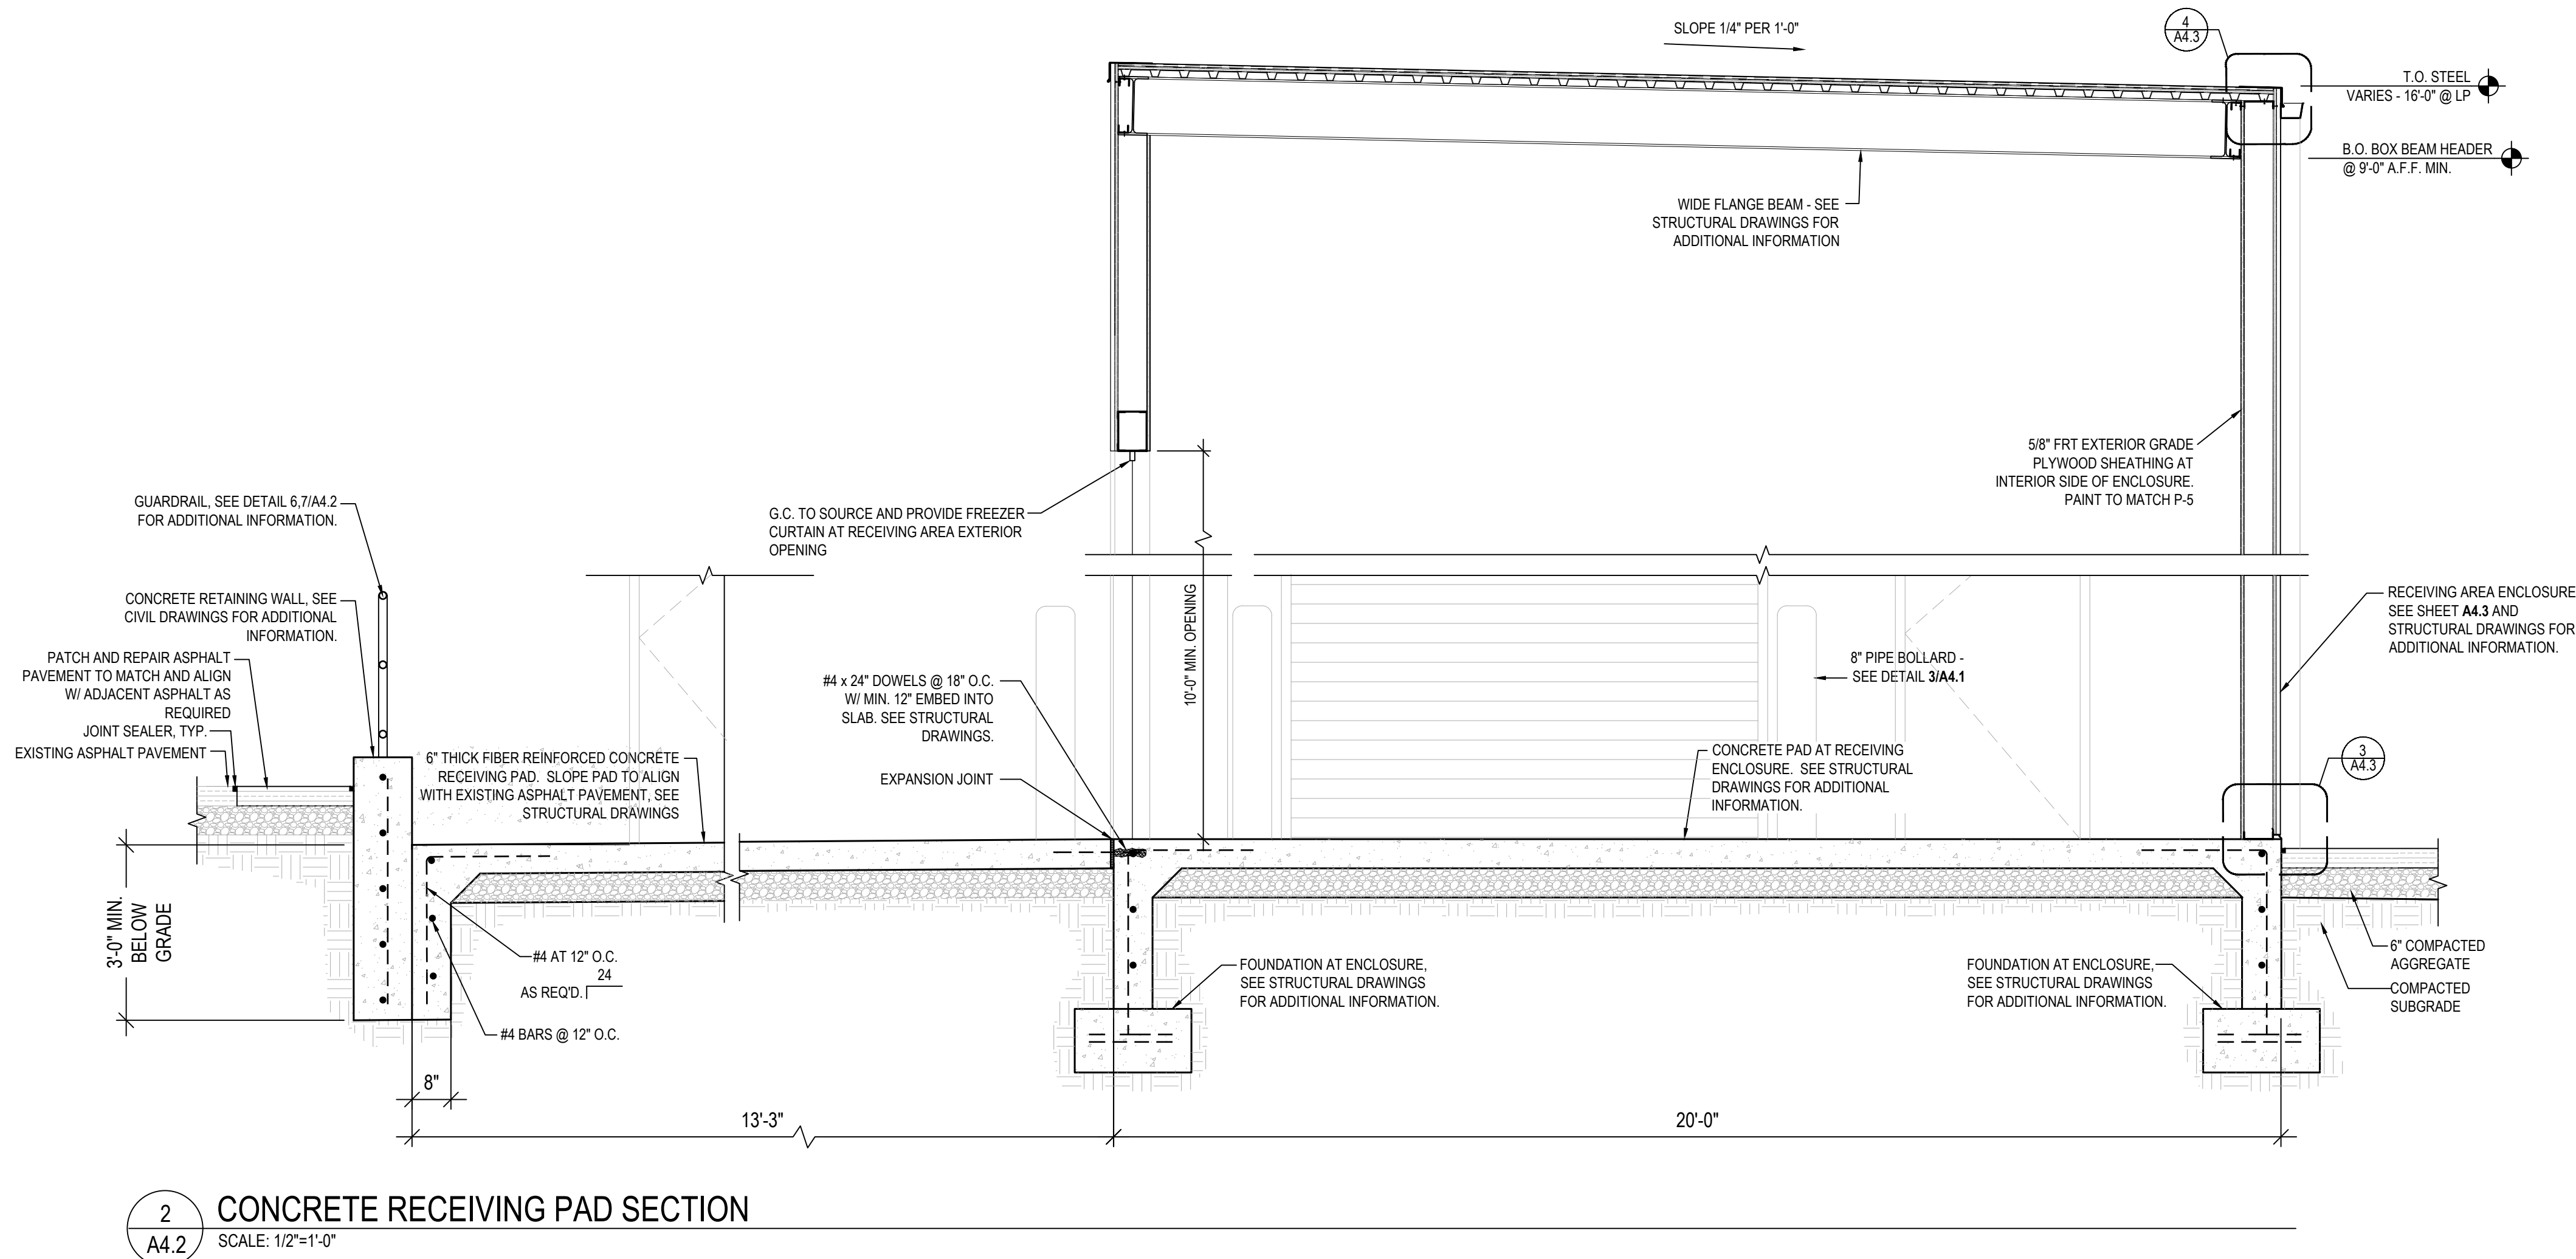 SLOPE 1/4" PER 1'-0"
4
A4.3
T.O. STEEL
VARIES - 16'-0" @ LP
B.O. BOX BEAM HEADER
@ 9'-0" A.F.F. MIN.
WIDE FLANGE BEAM - SEE
STRUCTURAL DRAWINGS FOR
ADDITIONAL INFORMATION
5/8" FRT EXTERIOR GRADE
PLYWOOD SHEATHING AT
INTERIOR SIDE OF ENCLOSURE.
PAINT TO MATCH P-5
GUARDRAIL, SEE DETAIL 6,7/A4.2
FOR ADDITIONAL INFORMATION.
G.C. TO SOURCE AND PROVIDE FREEZER
CURTAIN AT RECEIVING AREA EXTERIOR
OPENING
CONCRETE RETAINING WALL, SEE
CIVIL DRAWINGS FOR ADDITIONAL
INFORMATION.
PATCH AND REPAIR ASPHALT
PAVEMENT TO MATCH AND ALIGN
W/ ADJACENT ASPHALT AS
REQUIRED
JOINT SEALER, TYP.
EXISTING ASPHALT PAVEMENT
10'-0" MIN. OPENING
RECEIVING AREA ENCLOSURE
SEE SHEET A4.3 AND
STRUCTURAL DRAWINGS FOR
ADDITIONAL INFORMATION.
8" PIPE BOLLARD -
SEE DETAIL 3/A4.1
#4 x 24" DOWELS @ 18" O.C.
W/ MIN. 12" EMBED INTO
SLAB. SEE STRUCTURAL
DRAWINGS.
6" THICK FIBER REINFORCED CONCRETE
RECEIVING PAD. SLOPE PAD TO ALIGN
WITH EXISTING ASPHALT PAVEMENT, SEE
STRUCTURAL DRAWINGS
EXPANSION JOINT
CONCRETE PAD AT RECEIVING
ENCLOSURE. SEE STRUCTURAL
DRAWINGS FOR ADDITIONAL
INFORMATION.
3
A4.3
3'-0" MIN.
BELOW
GRADE
#4 AT 12" O.C.
24
AS REQ'D.
#4 BARS @ 12" O.C.
FOUNDATION AT ENCLOSURE,
SEE STRUCTURAL DRAWINGS
FOR ADDITIONAL INFORMATION.
FOUNDATION AT ENCLOSURE,
SEE STRUCTURAL DRAWINGS
FOR ADDITIONAL INFORMATION.
6" COMPACTED
AGGREGATE
COMPACTED
SUBGRADE
8"
13'-3"
20'-0"
2
A4.2
CONCRETE RECEIVING PAD SECTION
SCALE: 1/2"=1'-0"